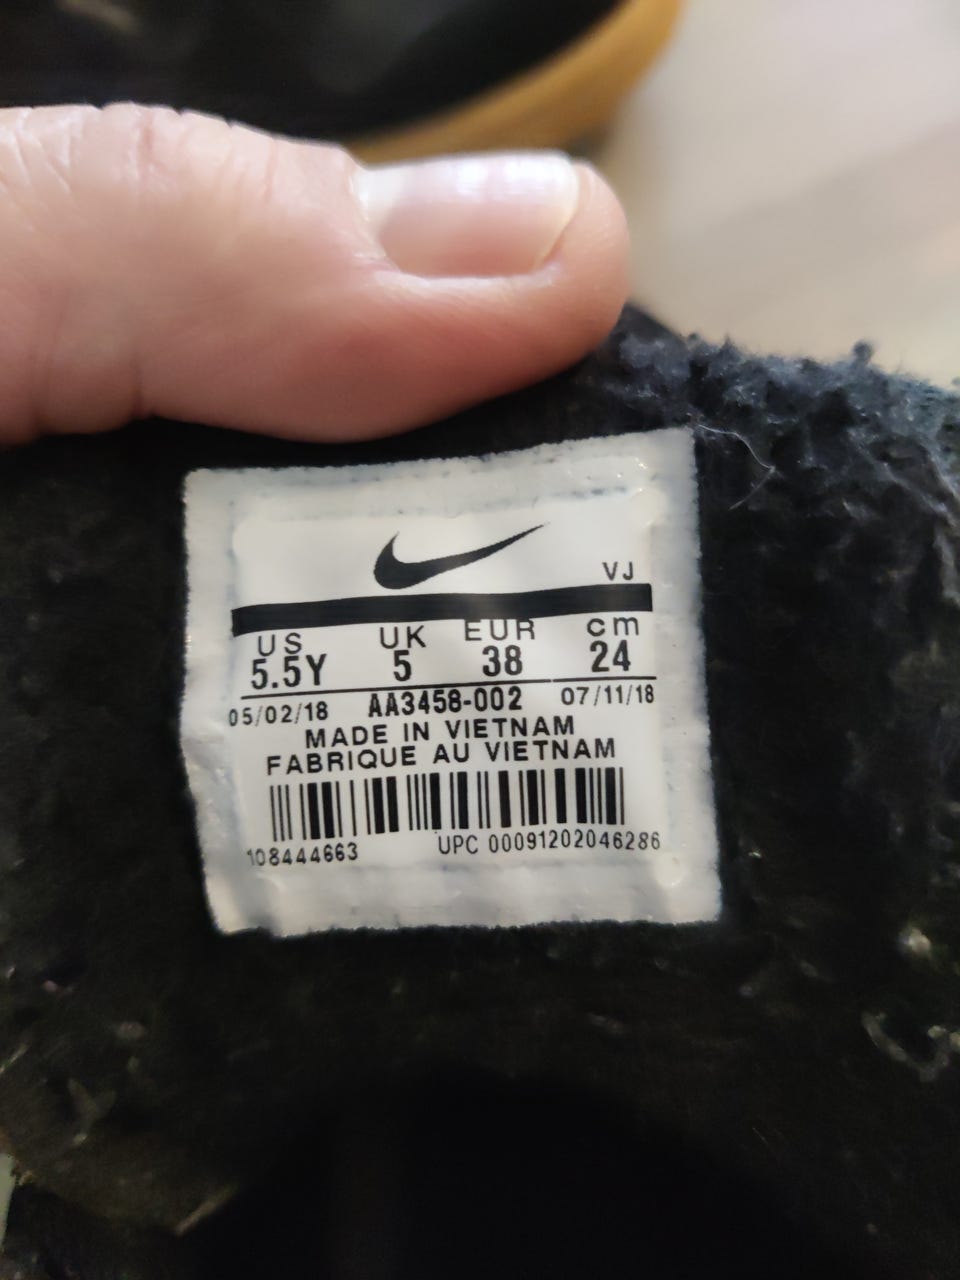 VJ
US UK EUR cm
5.5Y 5 38 24
05/02/18 AA3458-002 07/11/18
MADE IN VIETNAM
FABRIQUE AU VIETNAM
108444663 UPC 00091202046286